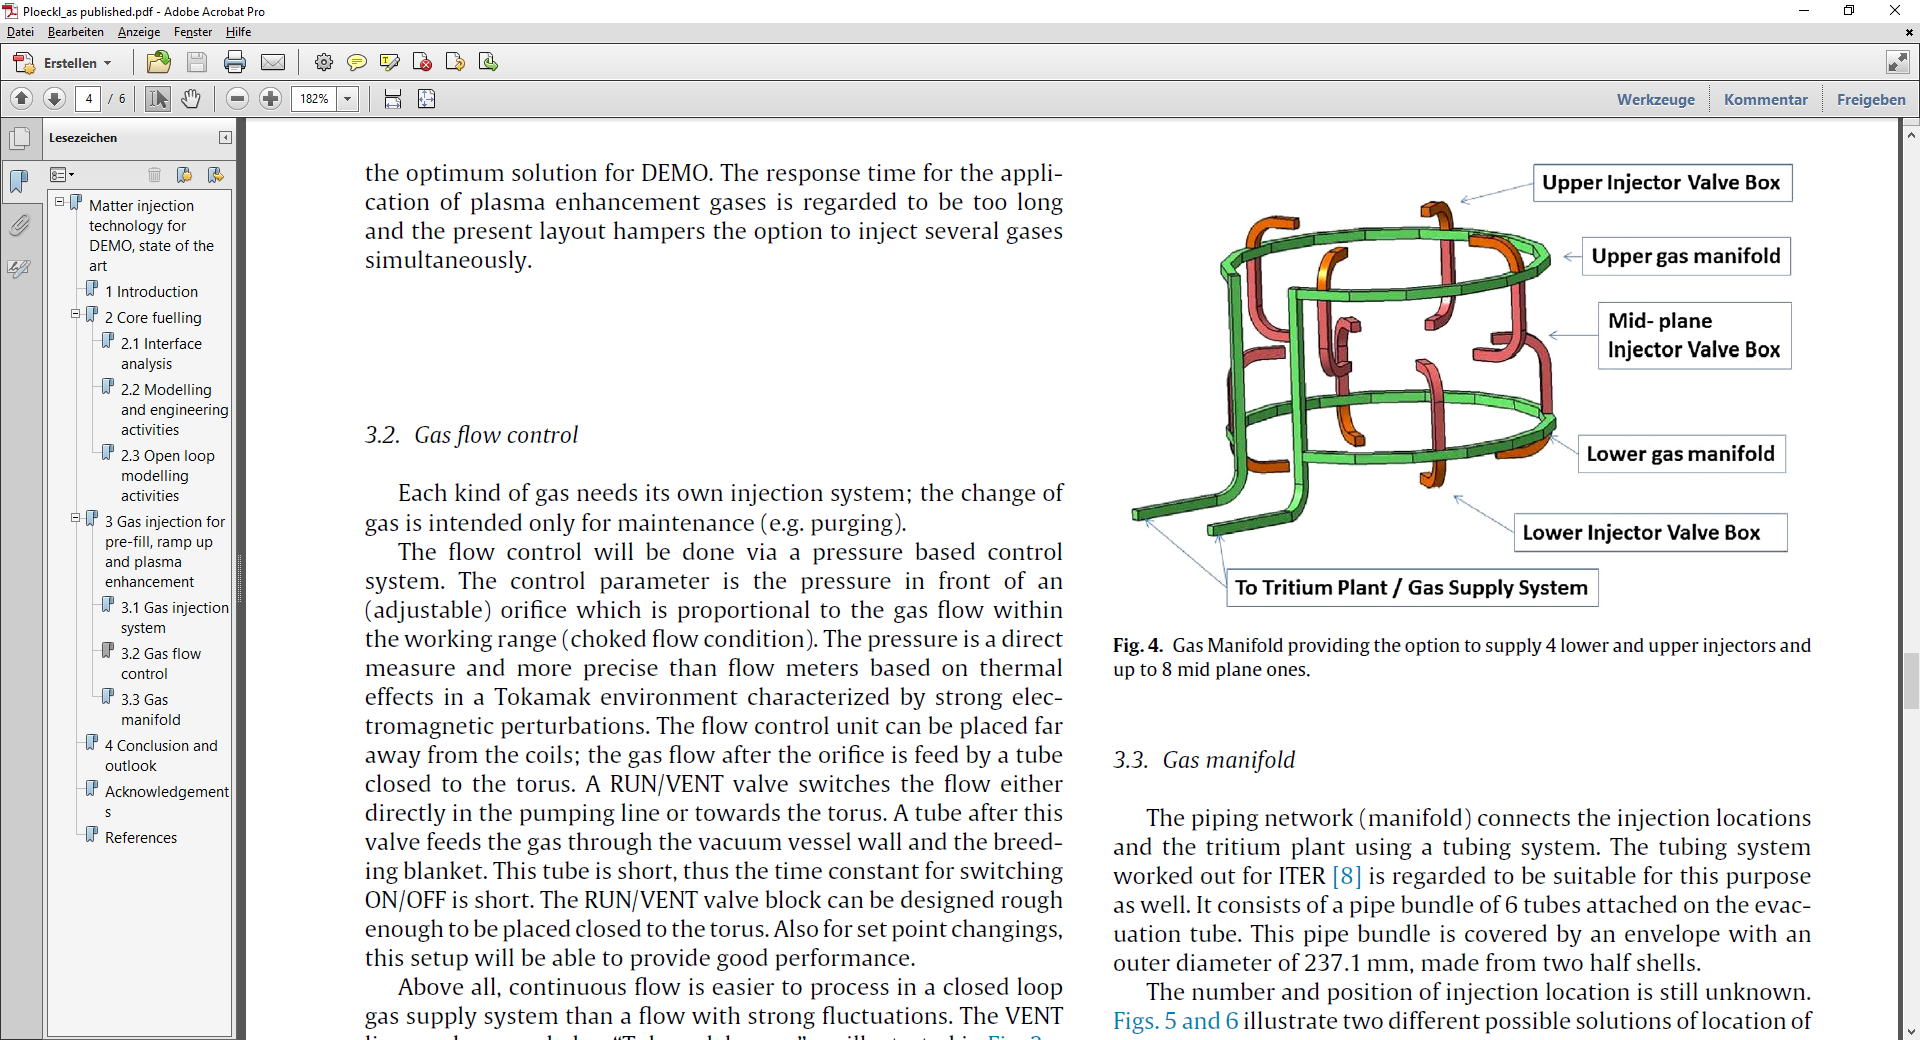 Ploeckl_as published.pdf - Adobe Acrobat Pro
Datei Bearbeiten Anzeige Fenster Hilfe
Erstellen
4 / 6
182%
Werkzeuge Kommentar Freigeben
Lesezeichen
Matter injection
technology for
DEMO, state of the
art
1 Introduction
2 Core fuelling
2.1 Interface
analysis
2.2 Modelling
and engineering
activities
2.3 Open loop
modelling
activities
3 Gas injection for
pre-fill, ramp up
and plasma
enhancement
3.1 Gas injection
system
3.2 Gas flow
control
3.3 Gas
manifold
4 Conclusion and
outlook
Acknowledgement
s
References
the optimum solution for DEMO. The response time for the appli-
cation of plasma enhancement gases is regarded to be too long
and the present layout hampers the option to inject several gases
simultaneously.
3.2. Gas flow control
Each kind of gas needs its own injection system; the change of
gas is intended only for maintenance (e.g. purging).
The flow control will be done via a pressure based control
system. The control parameter is the pressure in front of an
(adjustable) orifice which is proportional to the gas flow within
the working range (choked flow condition). The pressure is a direct
measure and more precise than flow meters based on thermal
effects in a Tokamak environment characterized by strong elec-
tromagnetic perturbations. The flow control unit can be placed far
away from the coils; the gas flow after the orifice is feed by a tube
closed to the torus. A RUN/VENT valve switches the flow either
directly in the pumping line or towards the torus. A tube after this
valve feeds the gas through the vacuum vessel wall and the breed-
ing blanket. This tube is short, thus the time constant for switching
ON/OFF is short. The RUN/VENT valve block can be designed rough
enough to be placed closed to the torus. Also for set point changings,
this setup will be able to provide good performance.
Above all, continuous flow is easier to process in a closed loop
gas supply system than a flow with strong fluctuations. The VENT
Upper Injector Valve Box
Upper gas manifold
Mid- plane
Injector Valve Box
Lower gas manifold
Lower Injector Valve Box
To Tritium Plant / Gas Supply System
Fig. 4. Gas Manifold providing the option to supply 4 lower and upper injectors and
up to 8 mid plane ones.
3.3. Gas manifold
The piping network (manifold) connects the injection locations
and the tritium plant using a tubing system. The tubing system
worked out for ITER [8] is regarded to be suitable for this purpose
as well. It consists of a pipe bundle of 6 tubes attached on the evac-
uation tube. This pipe bundle is covered by an envelope with an
outer diameter of 237.1 mm, made from two half shells.
The number and position of injection location is still unknown.
Figs. 5 and 6 illustrate two different possible solutions of location of